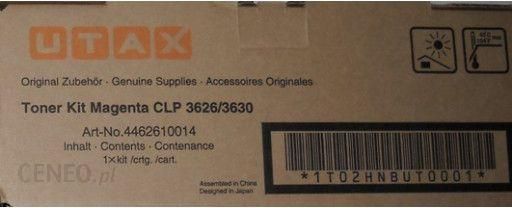 UTAX
Original Zubehör · Genuine Supplies · Accessoires Originales
Toner Kit Magenta CLP 3626/3630
Art-No.4462610014
Inhalt · Contents · Contenance
1×kit /crtg. /cart.
Assembled in China
Designed in Japan
*1T02HNBUT0001*
CENEO.pl